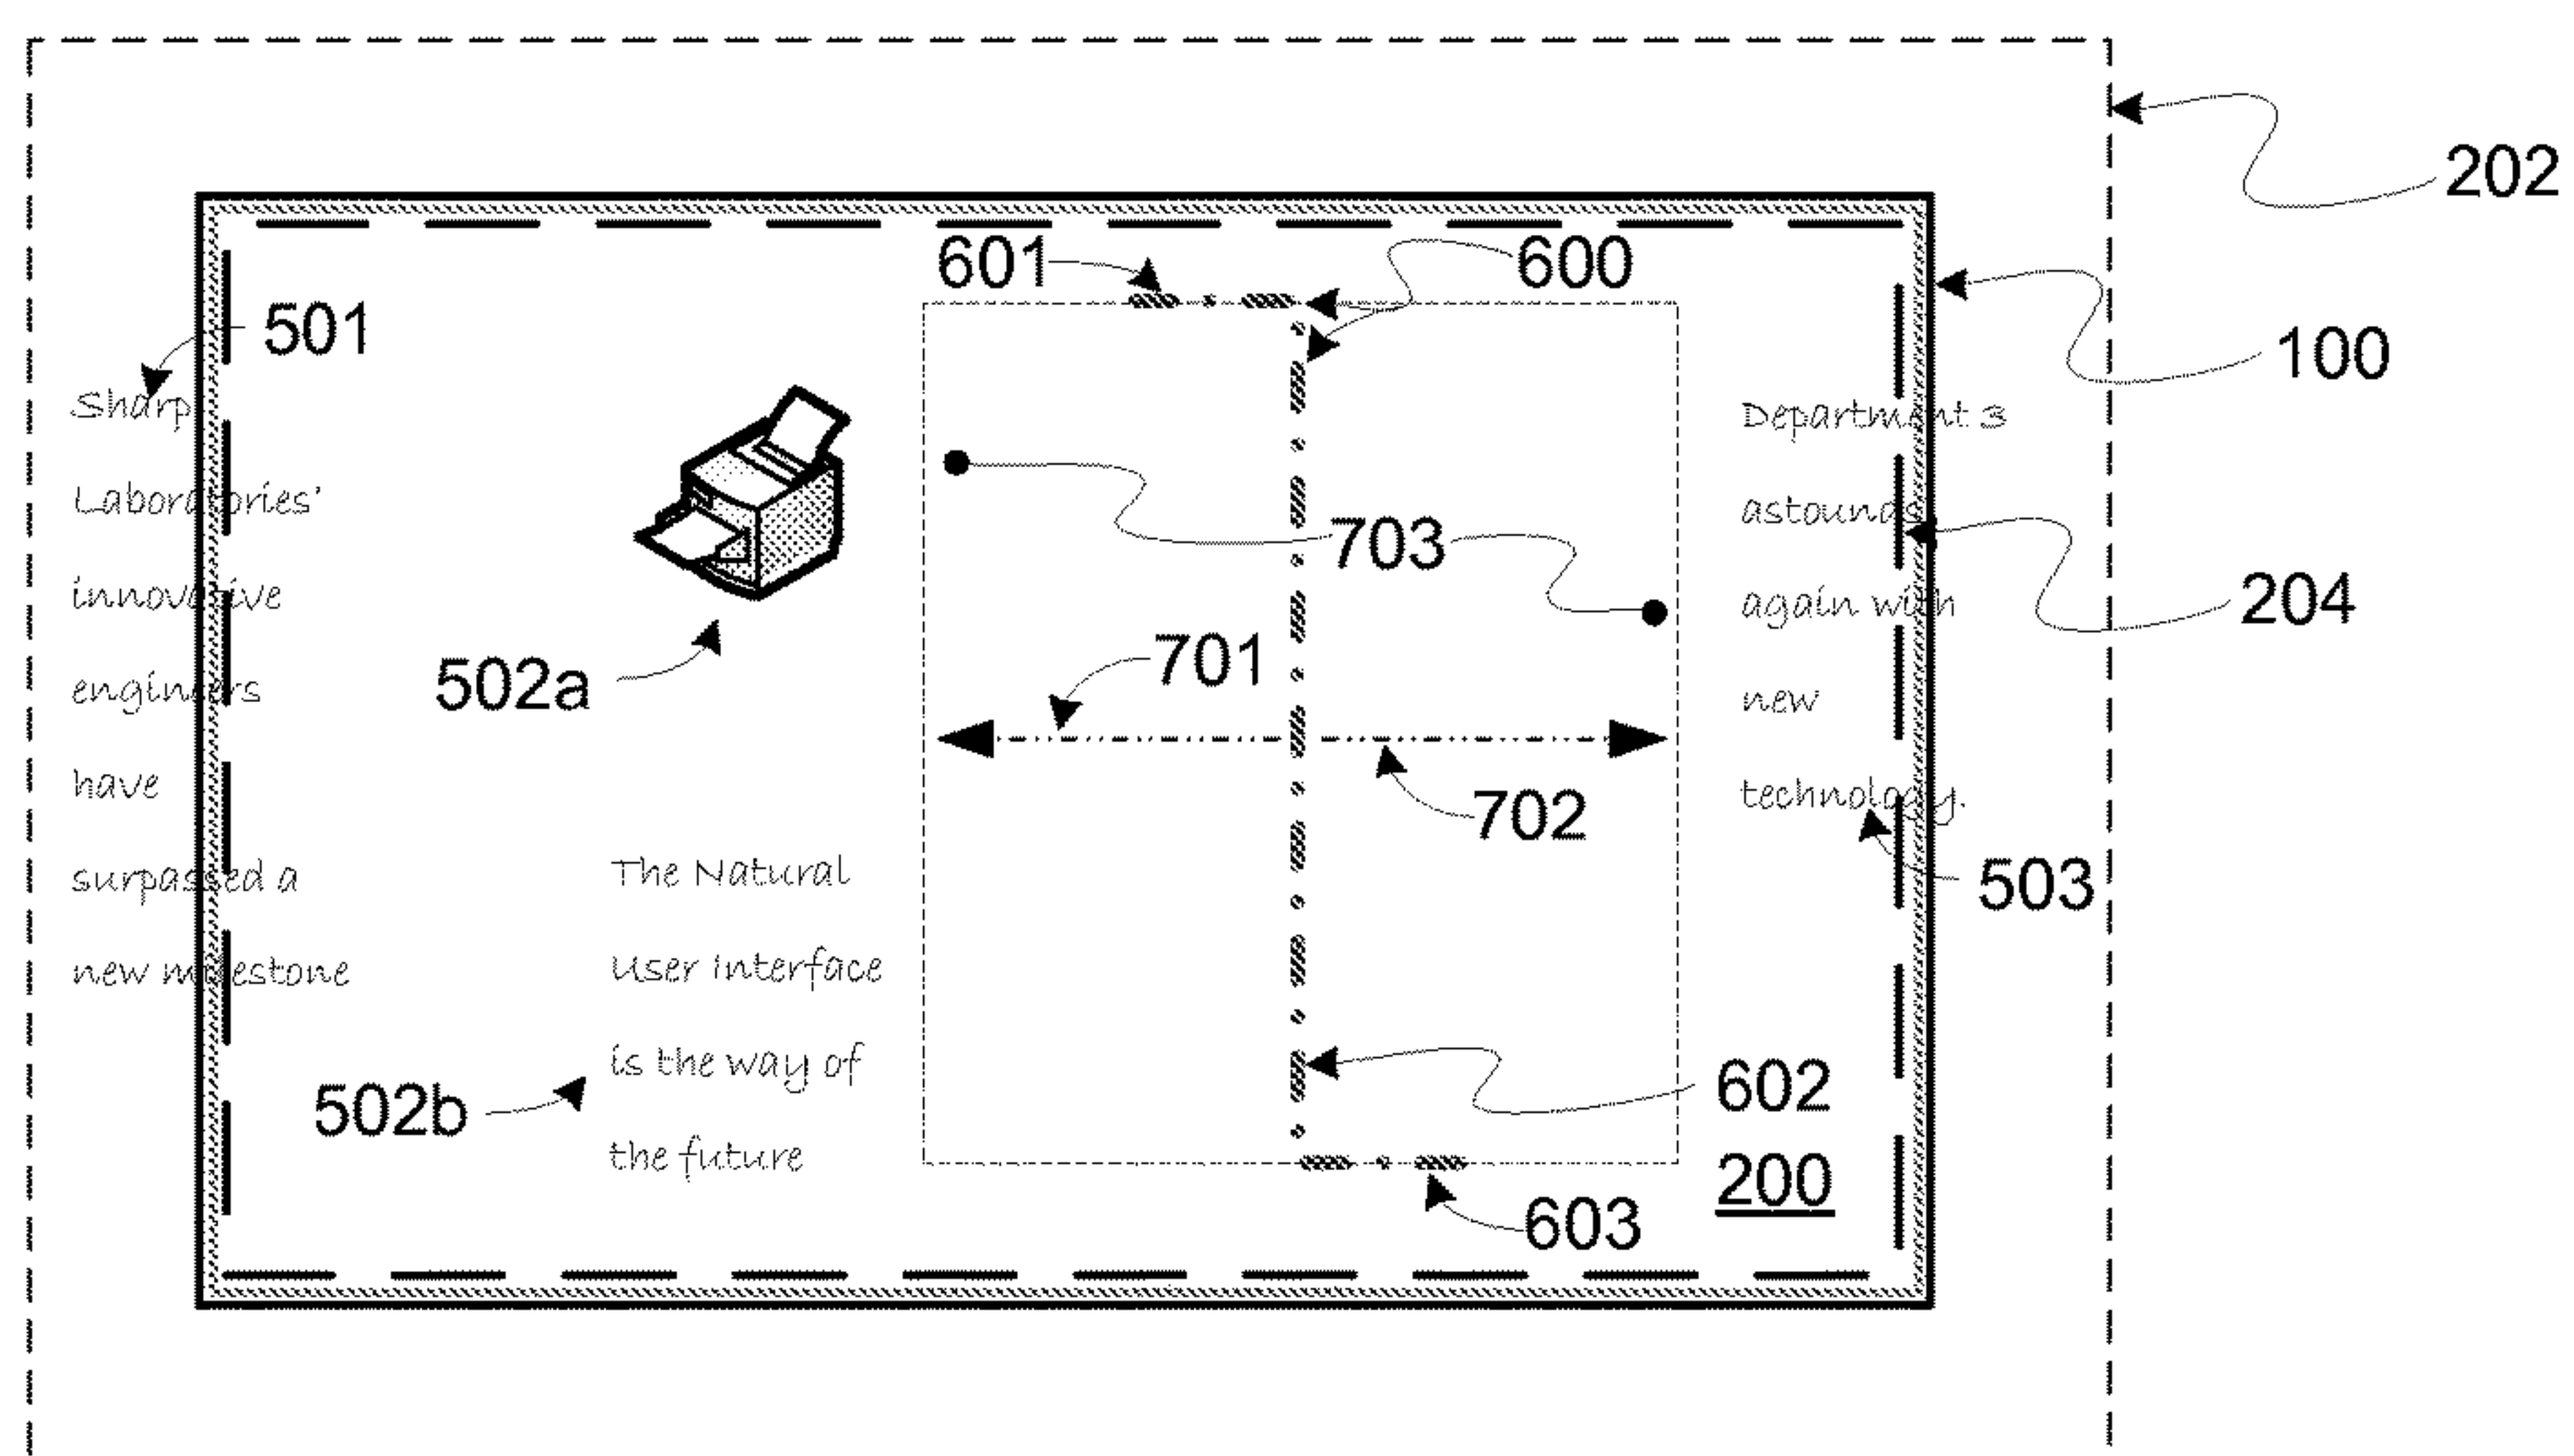 202
601
600
501
100
Sharp
Laboratories'
innovative
engineers
have
surpassed a
new milestone
502a
703
701
702
Department 3
astounds
again with
new
technology.
204
503
The Natural
User Interface
is the way of
the future
502b
602
200
603